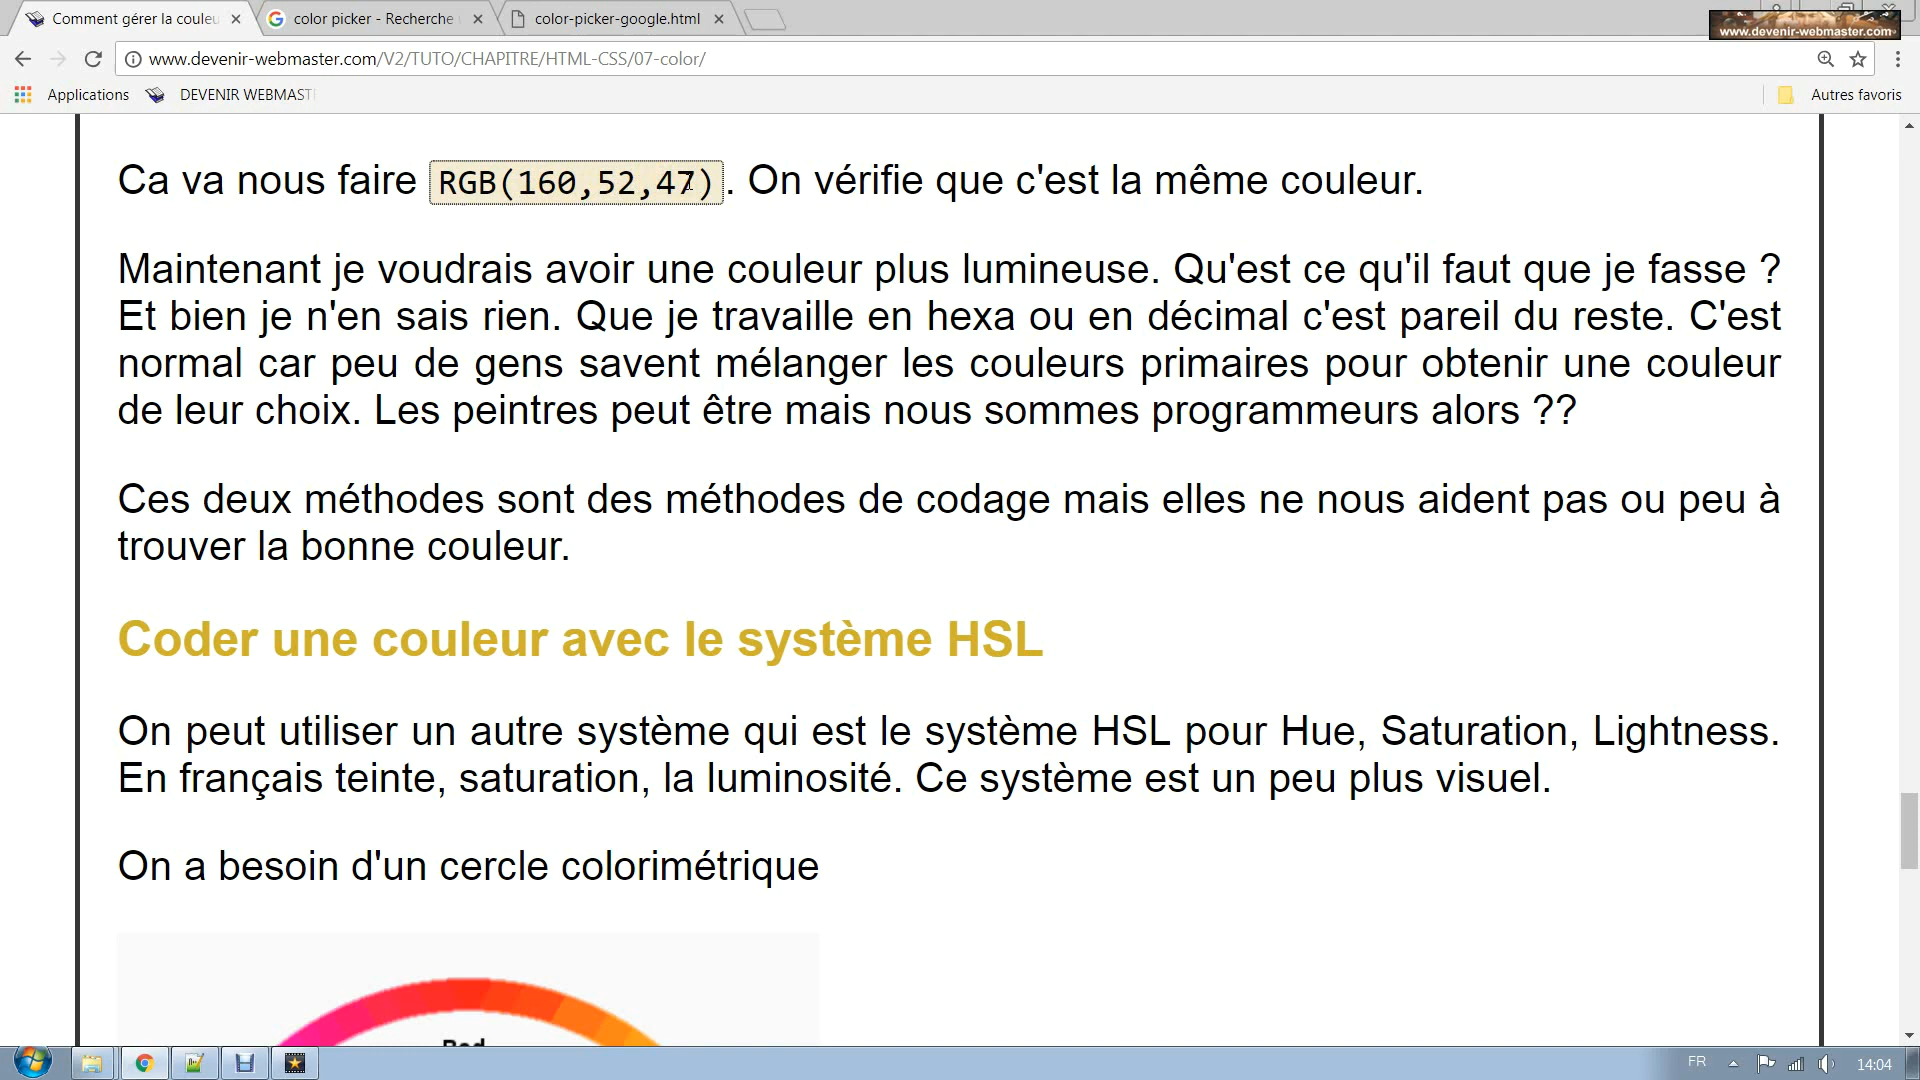 Comment gérer la couleu
color picker - Recherche
color-picker-google.html
www.devenir-webmaster.com
www.devenir-webmaster.com/V2/TUTO/CHAPITRE/HTML-CSS/07-color/
Applications
DEVENIR WEBMAST
Autres favoris
Ca va nous faire RGB(160,52,47). On vérifie que c'est la même couleur.
Maintenant je voudrais avoir une couleur plus lumineuse. Qu'est ce qu'il faut que je fasse ?
Et bien je n'en sais rien. Que je travaille en hexa ou en décimal c'est pareil du reste. C'est
normal car peu de gens savent mélanger les couleurs primaires pour obtenir une couleur
de leur choix. Les peintres peut être mais nous sommes programmeurs alors ??
Ces deux méthodes sont des méthodes de codage mais elles ne nous aident pas ou peu à
trouver la bonne couleur.
Coder une couleur avec le système HSL
On peut utiliser un autre système qui est le système HSL pour Hue, Saturation, Lightness.
En français teinte, saturation, la luminosité. Ce système est un peu plus visuel.
On a besoin d'un cercle colorimétrique
Red
FR
14:04